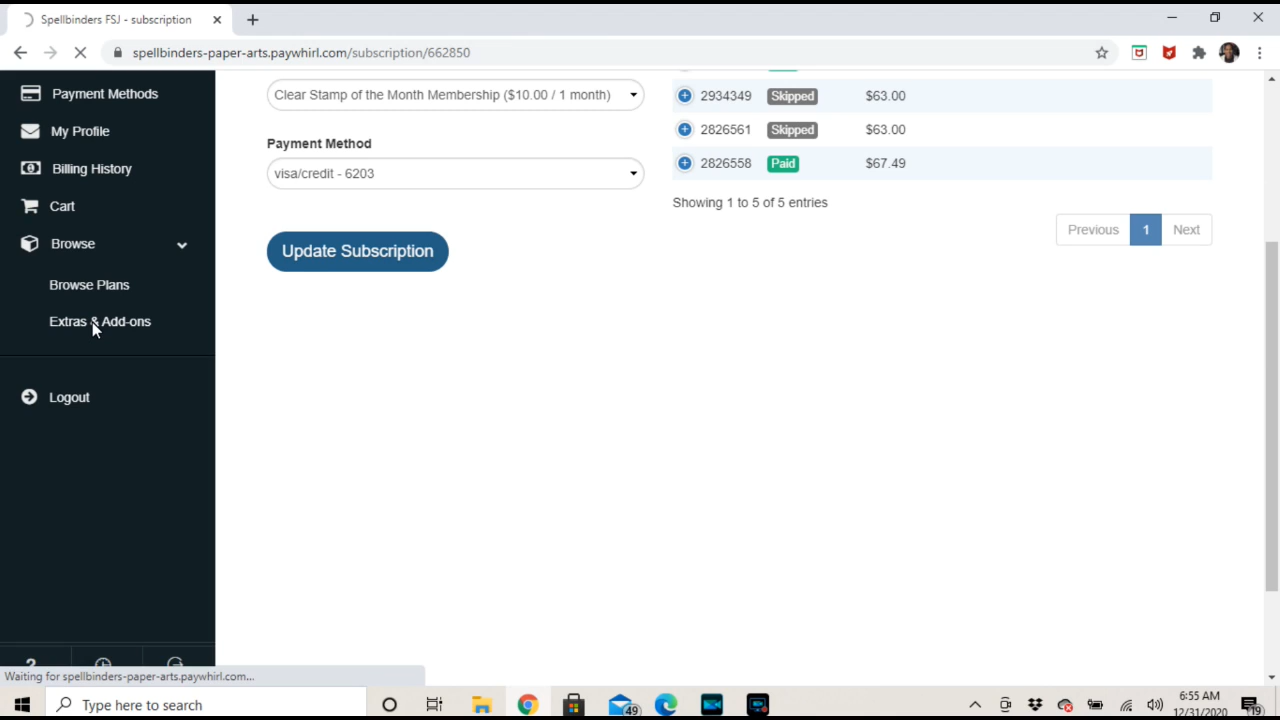 Spellbinders FSJ - subscription
spellbinders-paper-arts.paywhirl.com/subscription/662850
Payment Methods
My Profile
Billing History
Cart
Browse
Browse Plans
Extras & Add-ons
Logout
Clear Stamp of the Month Membership ($10.00 / 1 month)
Payment Method
visa/credit - 6203
Update Subscription
2934349 Skipped $63.00
2826561 Skipped $63.00
2826558 Paid $67.49
Showing 1 to 5 of 5 entries
Previous 1 Next
?
Waiting for spellbinders-paper-arts.paywhirl.com...
Type here to search
49
6:55 AM
12/31/2020
19